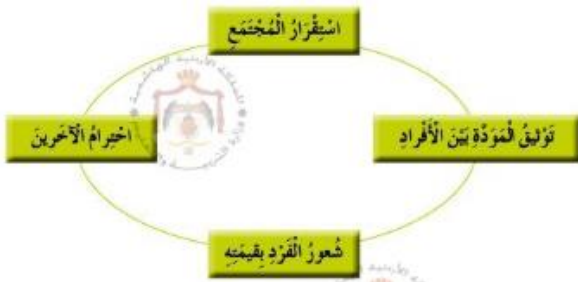 اسْتِقْرَارُ الْمُجْتَمَعِ
تَوْثيقُ الْمَوَدَّةِ بَيْنَ الْأَفْرادِ
احْتِرامُ الْآخَرينَ
شُعورُ الْفَرْدِ بِقيمَتِهِ